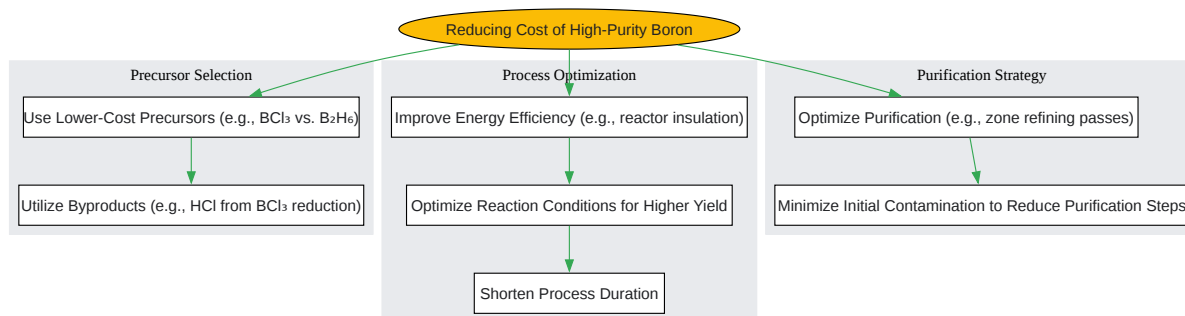 Reducing Cost of High-Purity Boron
Precursor Selection
Process Optimization
Purification Strategy
Use Lower-Cost Precursors (e.g., BCl₃ vs. B₂H₆)
Improve Energy Efficiency (e.g., reactor insulation)
Optimize Purification (e.g., zone refining passes)
Utilize Byproducts (e.g., HCl from BCl₃ reduction)
Optimize Reaction Conditions for Higher Yield
Minimize Initial Contamination to Reduce Purification Steps
Shorten Process Duration